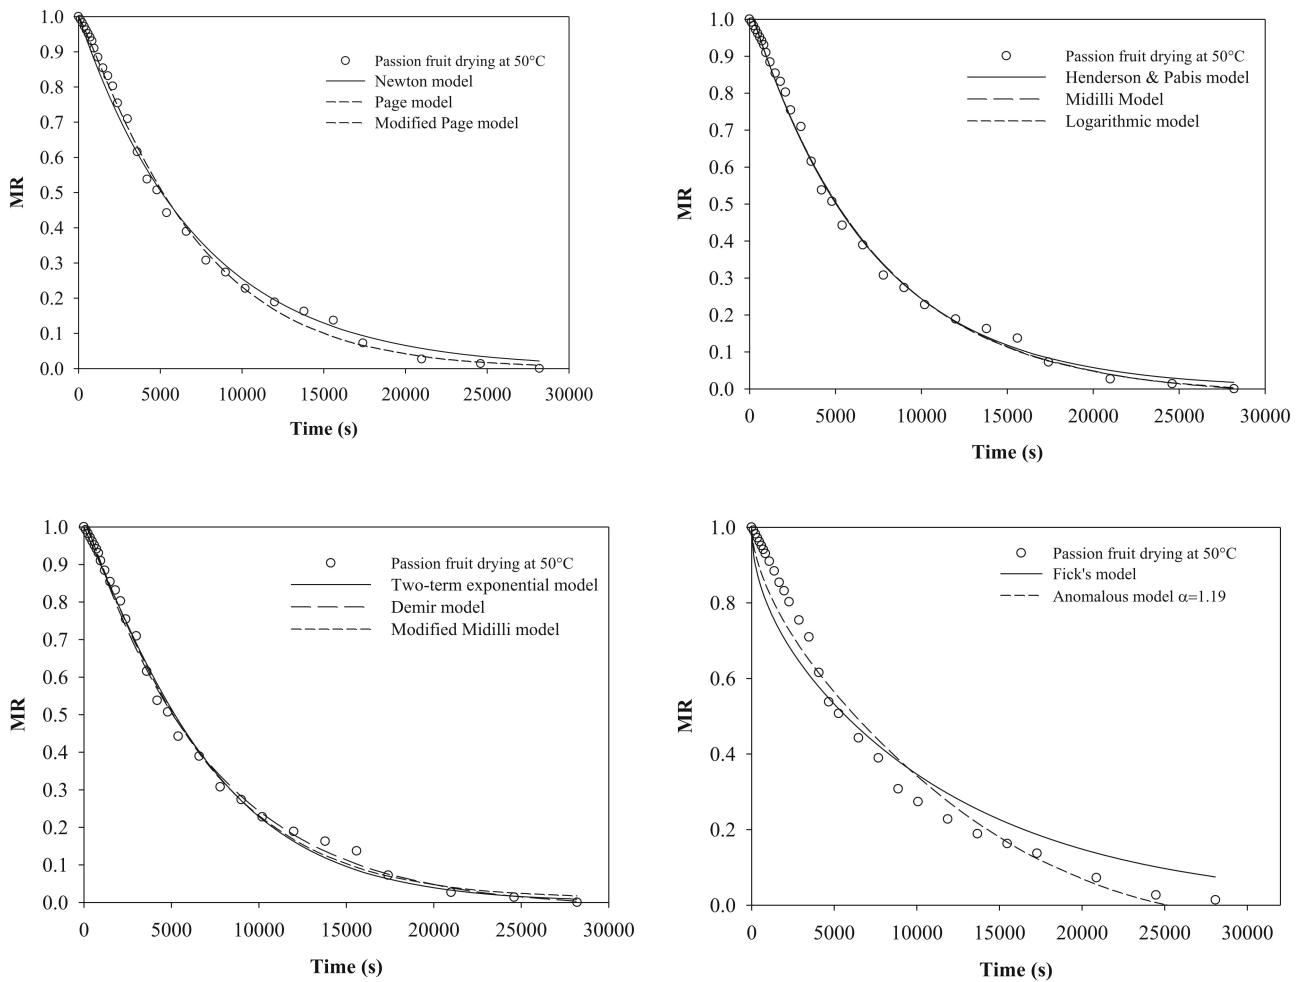 1.0
0.9
0.8
0.7
0.6
0.5
0.4
0.3
0.2
0.1
0.0
MR
Passion fruit drying at 50°C
Newton model
Page model
Modified Page model
0 5000 10000 15000 20000 25000 30000
Time (s)
1.0
0.9
0.8
0.7
0.6
0.5
0.4
0.3
0.2
0.1
0.0
MR
Passion fruit drying at 50°C
Henderson & Pabis model
Midilli Model
Logarithmic model
0 5000 10000 15000 20000 25000 30000
Time (s)
1.0
0.9
0.8
0.7
0.6
0.5
0.4
0.3
0.2
0.1
0.0
MR
Passion fruit drying at 50°C
Two-term exponential model
Demir model
Modified Midilli model
0 5000 10000 15000 20000 25000 30000
Time (s)
1.0
0.8
0.6
0.4
0.2
0.0
MR
Passion fruit drying at 50°C
Fick's model
Anomalous model α=1.19
0 5000 10000 15000 20000 25000 30000
Time (s)